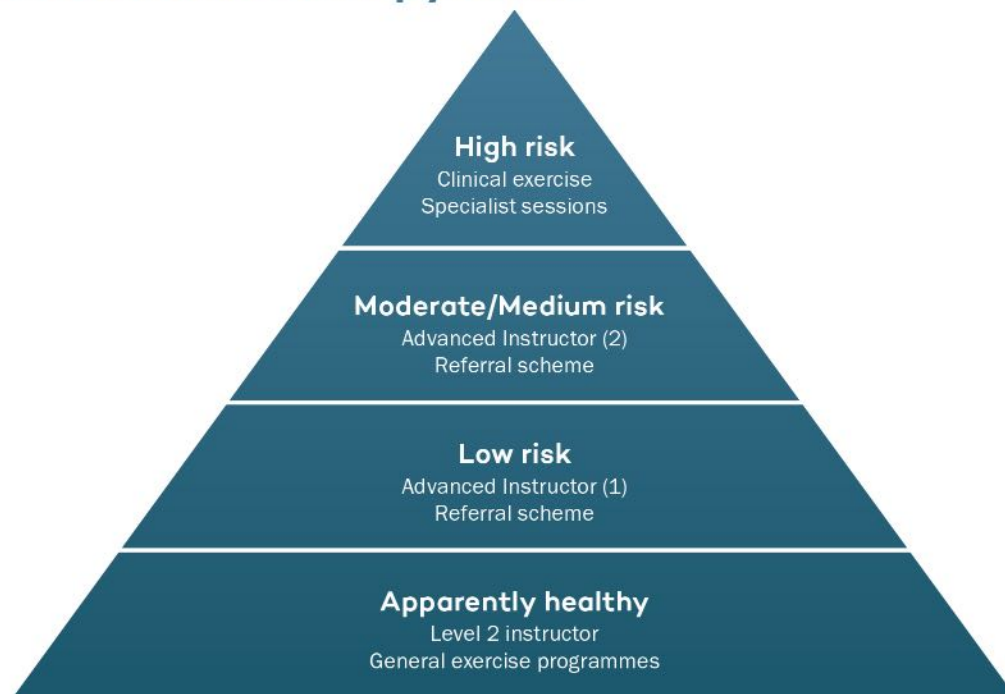 High risk
Clinical exercise
Specialist sessions
Moderate/Medium risk
Advanced Instructor (2)
Referral scheme
Low risk
Advanced Instructor (1)
Referral scheme
Apparently healthy
Level 2 instructor
General exercise programmes